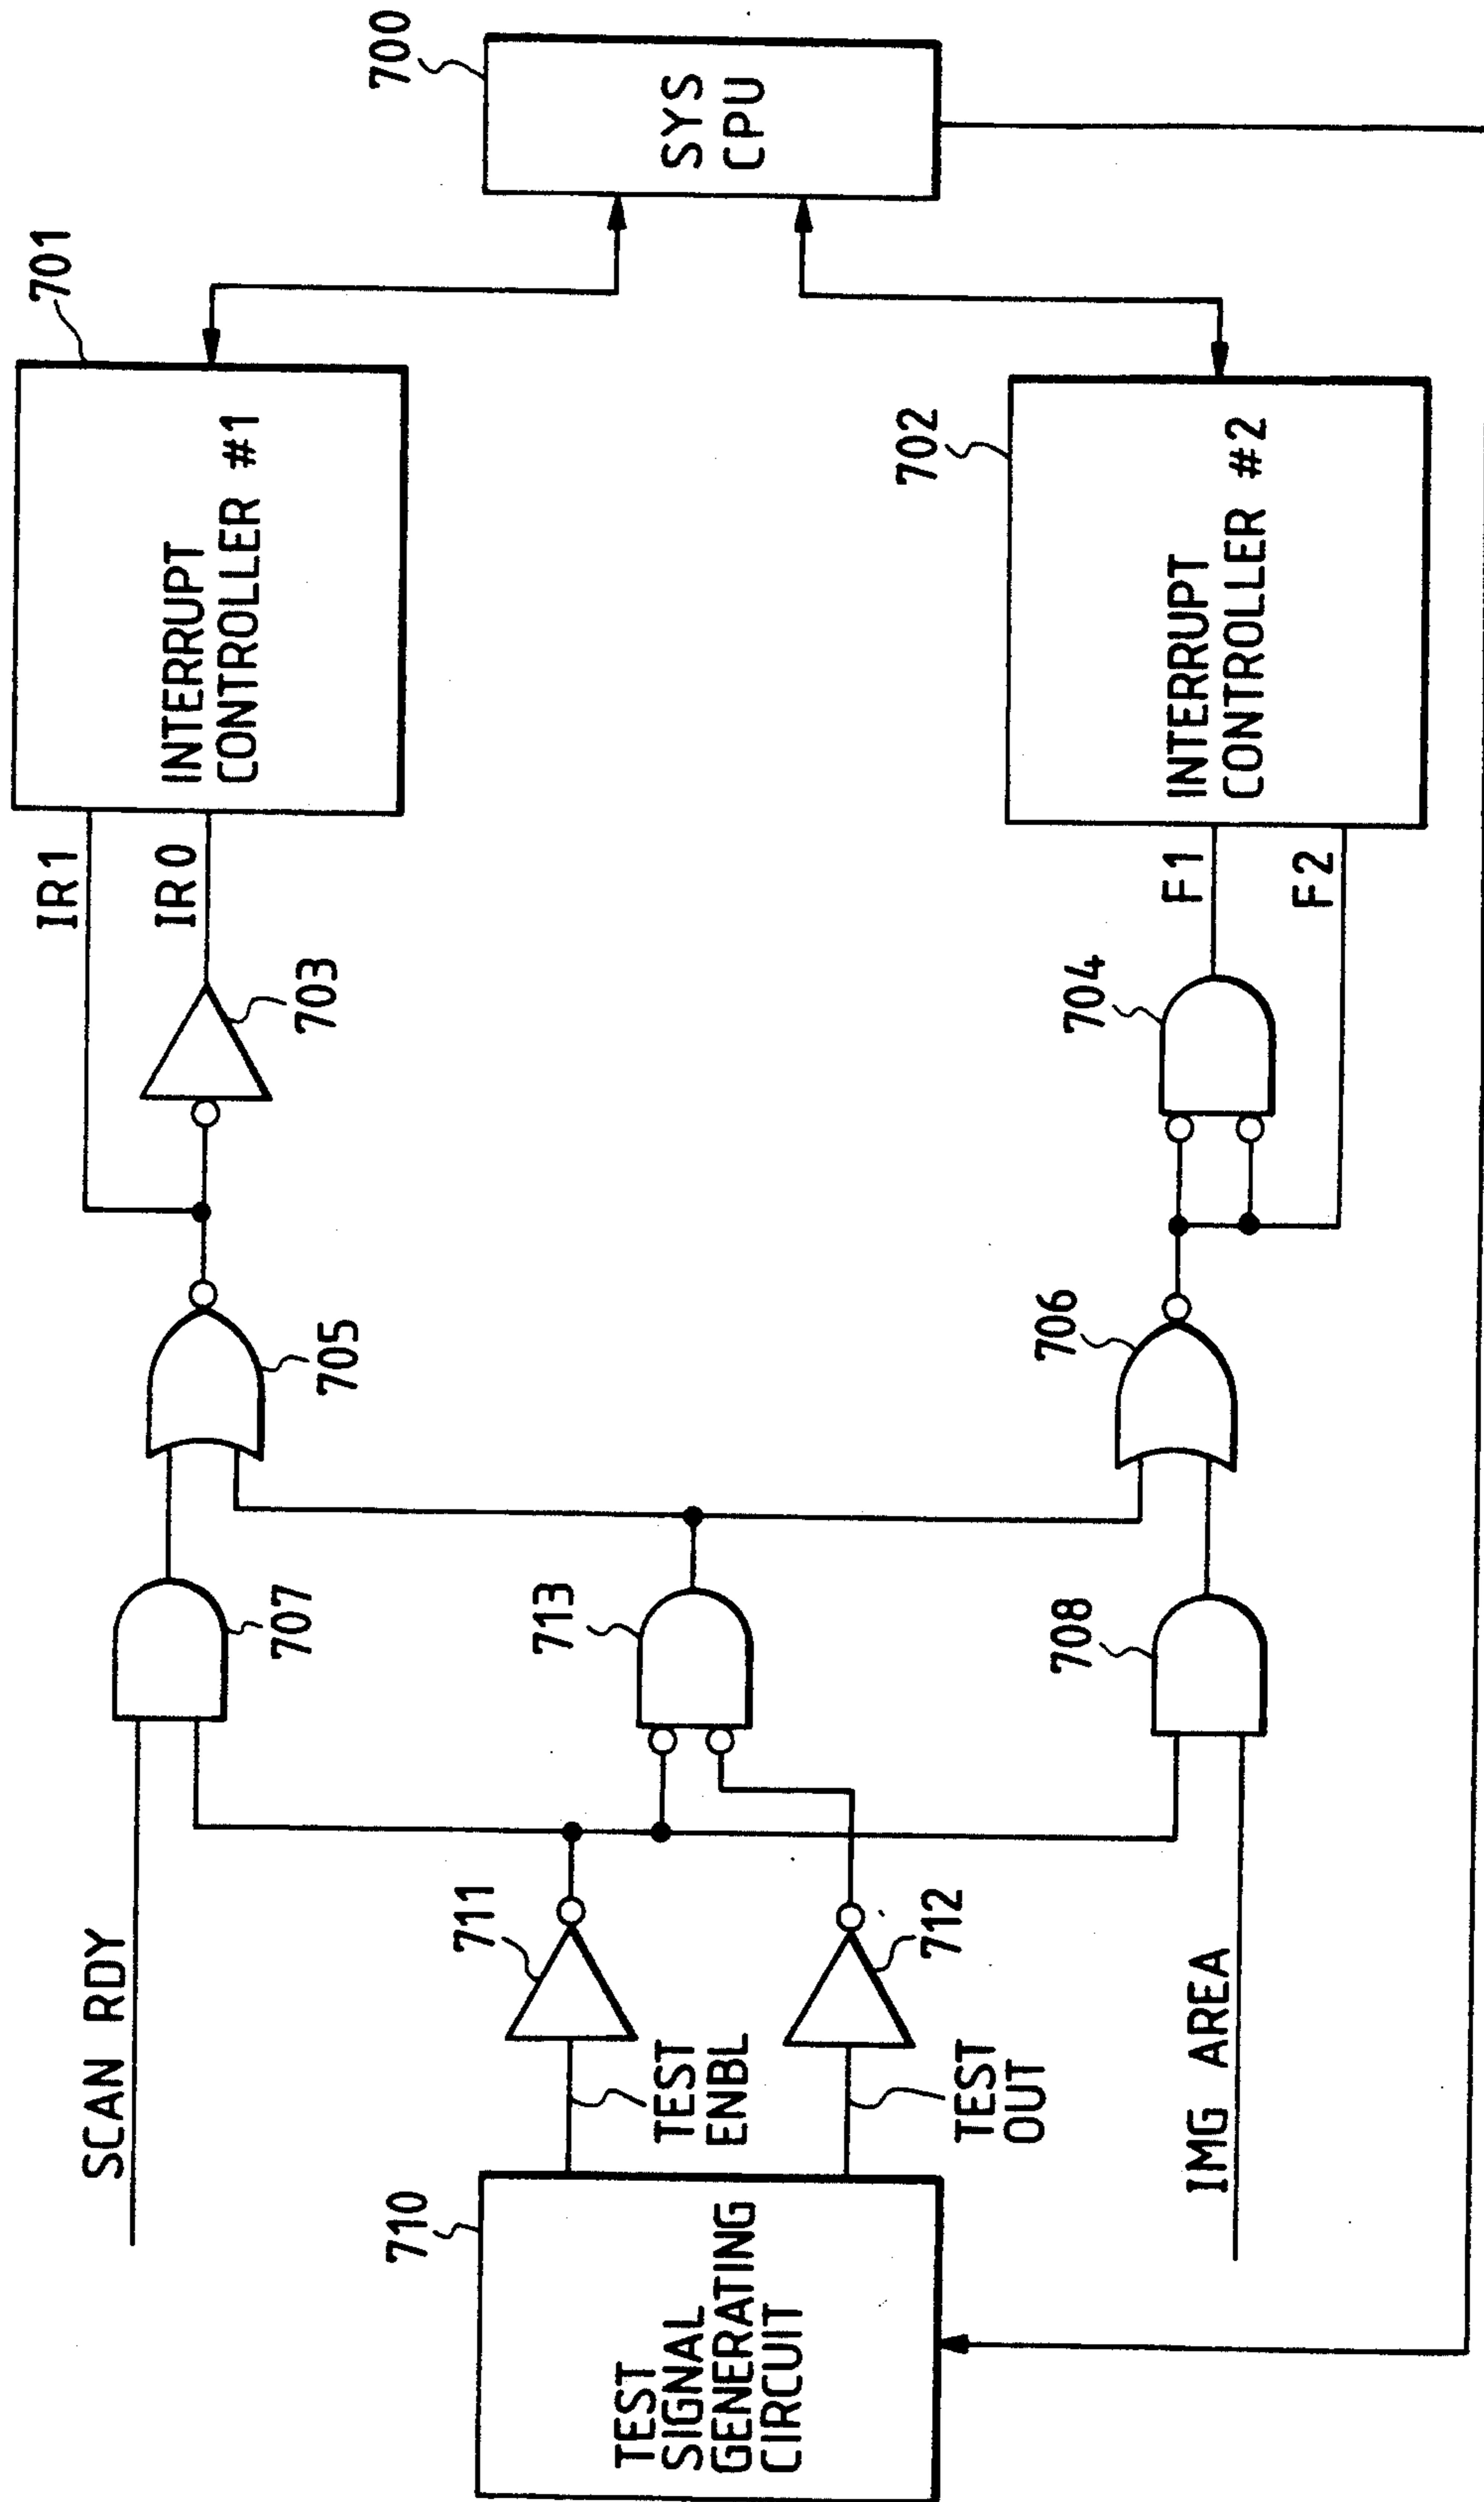 700
SYS
CPU
701
INTERRUPT
CONTROLLER #1
702
INTERRUPT
CONTROLLER #2
IR1
IR0
F1
F2
703
704
705
706
707
713
708
711
712
SCAN RDY
TEST
ENBL
TEST
OUT
IMG AREA
710
TEST
SIGNAL
GENERATING
CIRCUIT